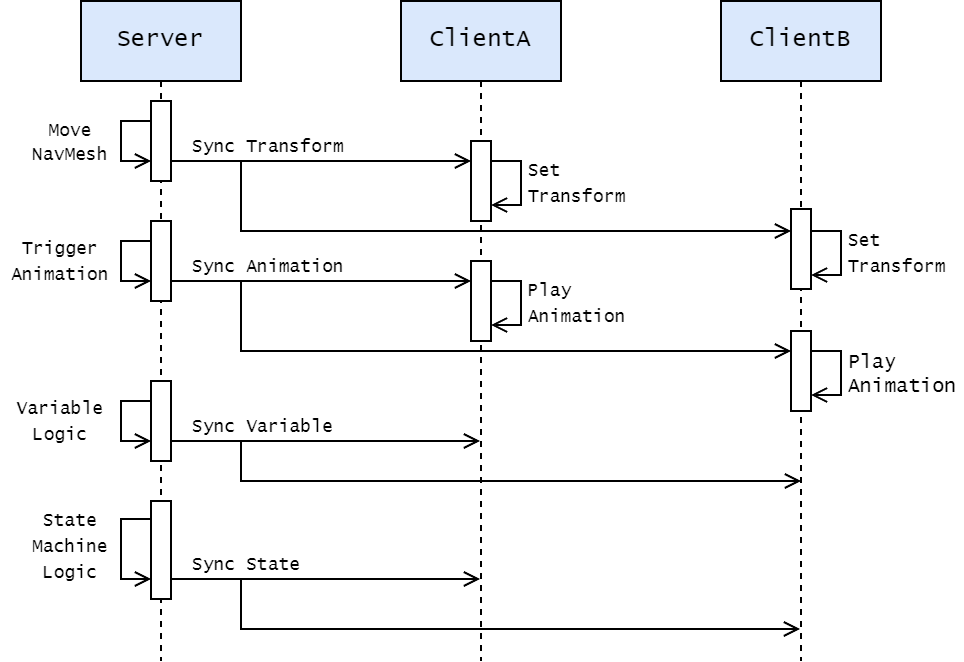 Server
ClientA
ClientB
Move
NavMesh
Sync Transform
Set
Transform
Set
Transform
Trigger
Animation
Sync Animation
Play
Animation
Play
Animation
Variable
Logic
Sync Variable
State
Machine
Logic
Sync State